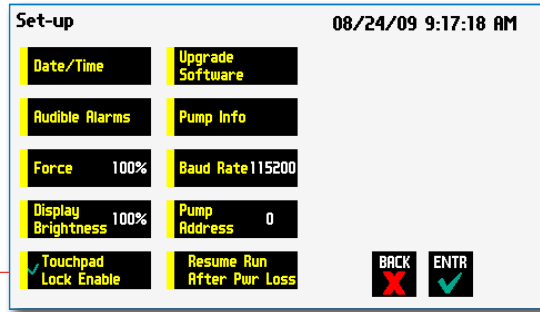 Set-up
08/24/09 9:17:18 AM
Date/Time
Upgrade
Software
Audible Alarms
Pump Info
Force 100%
Baud Rate 115200
Display
Brightness 100%
Pump
Address 0
Touchpad
Lock Enable
Resume Run
After Pwr Loss
BACK
ENTR